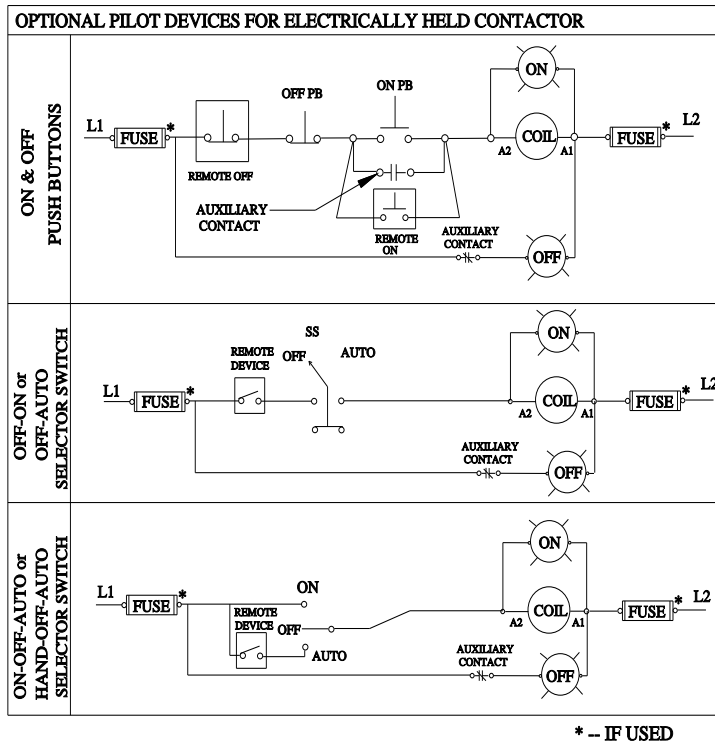 OPTIONAL PILOT DEVICES FOR ELECTRICALLY HELD CONTACTOR
ON & OFF
PUSH BUTTONS
L1
FUSE
*
REMOTE OFF
OFF PB
ON PB
AUXILIARY
CONTACT
REMOTE
ON
ON
COIL
A2
A1
FUSE
*
L2
AUXILIARY
CONTACT
OFF
OFF-ON or
OFF-AUTO
SELECTOR SWITCH
L1
FUSE
*
REMOTE
DEVICE
SS
OFF
AUTO
ON
COIL
A2
A1
FUSE
*
L2
AUXILIARY
CONTACT
OFF
ON-OFF-AUTO or
HAND-OFF-AUTO
SELECTOR SWITCH
L1
FUSE
*
REMOTE
DEVICE
ON
OFF
AUTO
ON
COIL
A2
A1
FUSE
*
L2
AUXILIARY
CONTACT
OFF
* -- IF USED